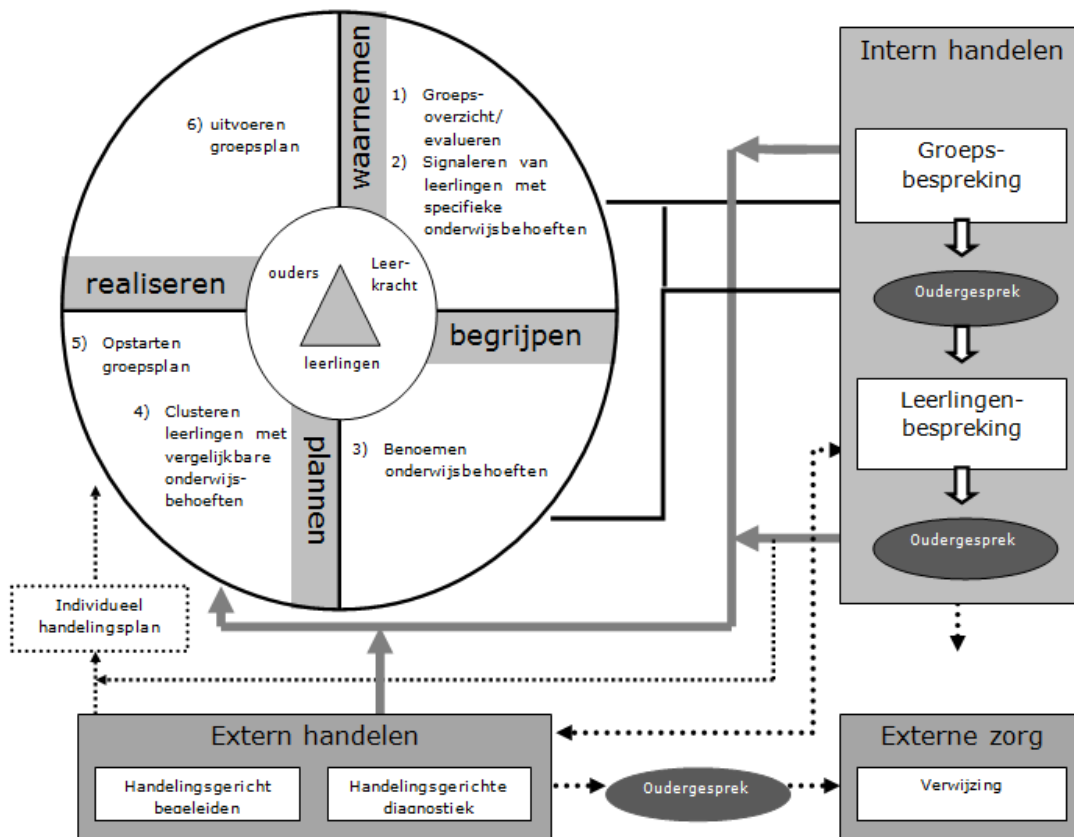 waarnemen
1) Groeps-
overzicht/
evalueren
2) Signaleren van
leerlingen met
specifieke
onderwijsbehoeften
6) uitvoeren
groepsplan
realiseren
ouders
Leer-
kracht
leerlingen
begrijpen
5) Opstarten
groepsplan
4) Clusteren
leerlingen met
vergelijkbare
onderwijs-
behoeften
plannen
3) Benoemen
onderwijsbehoeften
Intern handelen
Groeps-
bespreking
Oudergesprek
Leerlingen-
bespreking
Oudergesprek
Individueel
handelingsplan
Extern handelen
Handelingsgericht
begeleiden
Handelingsgerichte
diagnostiek
Oudergesprek
Externe zorg
Verwijzing